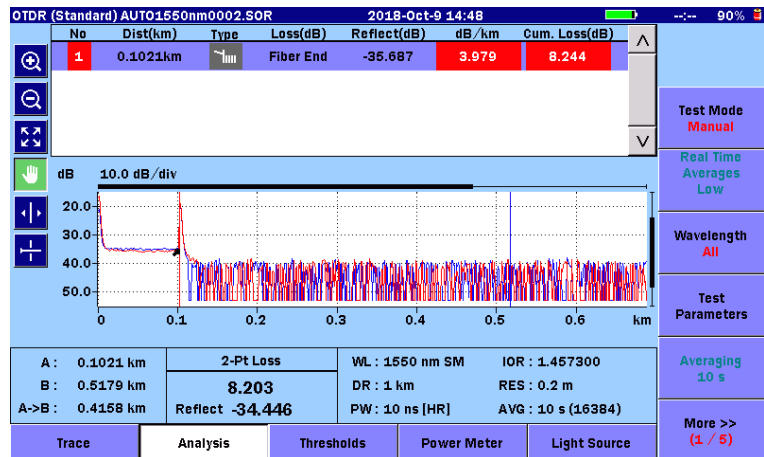 OTDR (Standard) AUTO1550nm0002.SOR 2018-Oct-9 14:48 --:-- 90%
No Dist(km) Type Loss(dB) Reflect(dB) dB/km Cum. Loss(dB)
1 0.1021km Fiber End -35.687 3.979 8.244
Test Mode
Manual
Real Time
Averages
Low
Wavelength
All
Test
Parameters
Averaging
10 s
More >>
(1 / 5)
dB 10.0 dB/div
20.0
30.0
40.0
50.0
0 0.1 0.2 0.3 0.4 0.5 0.6 km
A : 0.1021 km
B : 0.5179 km
A->B : 0.4158 km
2-Pt Loss
8.203
Reflect -34.446
WL : 1550 nm SM IOR : 1.457300
DR : 1 km RES : 0.2 m
PW : 10 ns [HR] AVG : 10 s (16384)
Trace Analysis Thresholds Power Meter Light Source